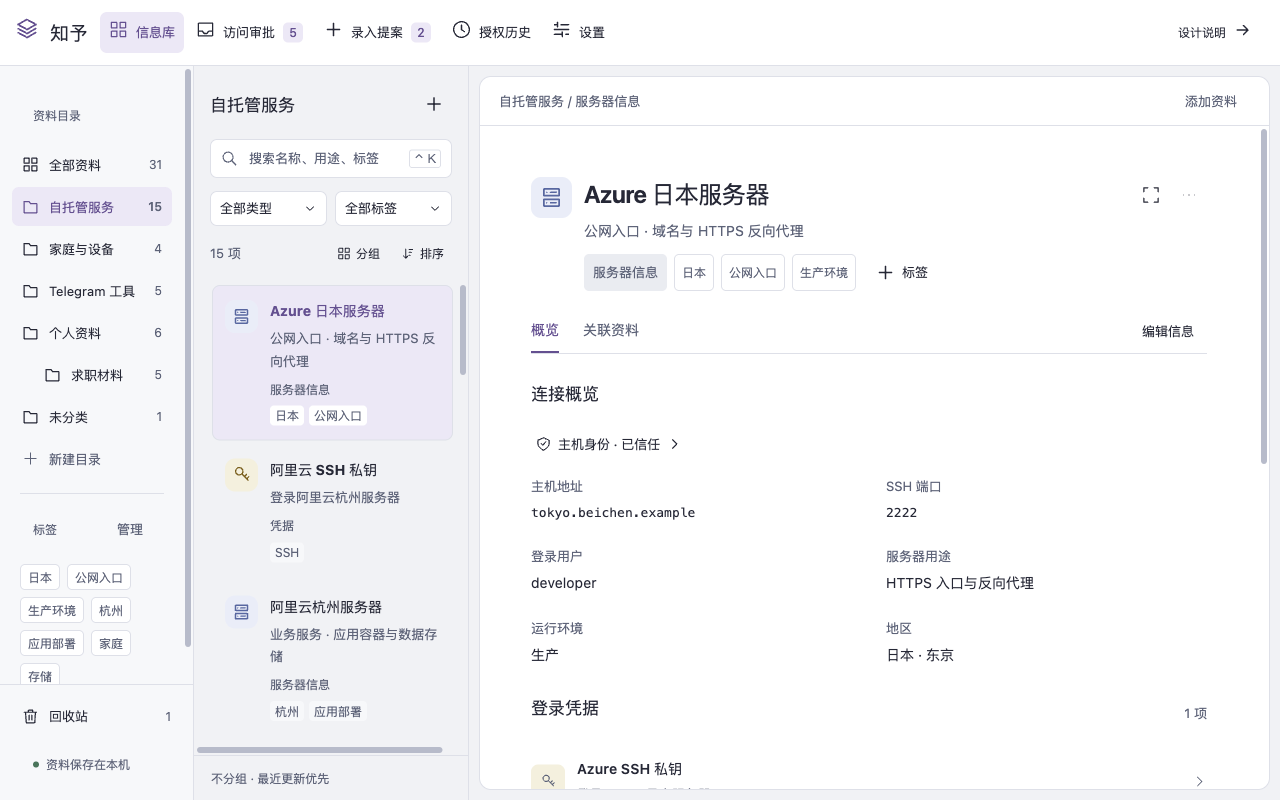 知予
信息库
访问审批 5
录入提案 2
授权历史
设置
设计说明
资料目录
全部资料 31
自托管服务 15
家庭与设备 4
Telegram 工具 5
个人资料 6
求职材料 5
未分类 1
新建目录
标签 管理
日本 公网入口
生产环境 杭州
应用部署 家庭
存储
回收站 1
资料保存在本机
自托管服务
搜索名称、用途、标签 ⌃ K
全部类型 全部标签
15 项 分组 排序
Azure 日本服务器
公网入口 · 域名与 HTTPS 反
向代理
服务器信息
日本 公网入口
阿里云 SSH 私钥
登录阿里云杭州服务器
凭据
SSH
阿里云杭州服务器
业务服务 · 应用容器与数据存
储
服务器信息
杭州 应用部署
不分组 · 最近更新优先
自托管服务 / 服务器信息 添加资料
Azure 日本服务器
公网入口 · 域名与 HTTPS 反向代理
服务器信息 日本 公网入口 生产环境 标签
概览 关联资料 编辑信息
连接概览
主机身份 · 已信任
主机地址 SSH 端口
tokyo.beichen.example 2222
登录用户 服务器用途
developer HTTPS 入口与反向代理
运行环境 地区
生产 日本 · 东京
登录凭据 1 项
Azure SSH 私钥